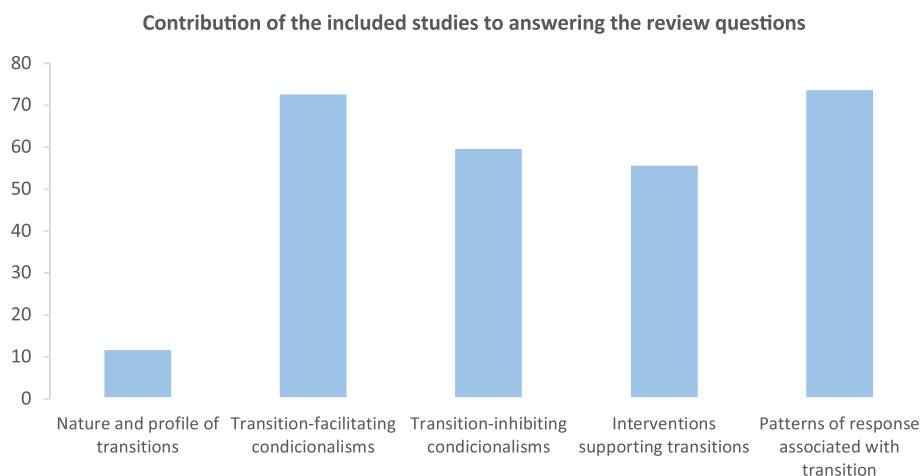 Contribution of the included studies to answering the review questions
80
70
60
50
40
30
20
10
0
Nature and profile of
transitions
Transition-facilitating
condicionalisms
Transition-inhibiting
condicionalisms
Interventions
supporting transitions
Patterns of response
associated with
transition